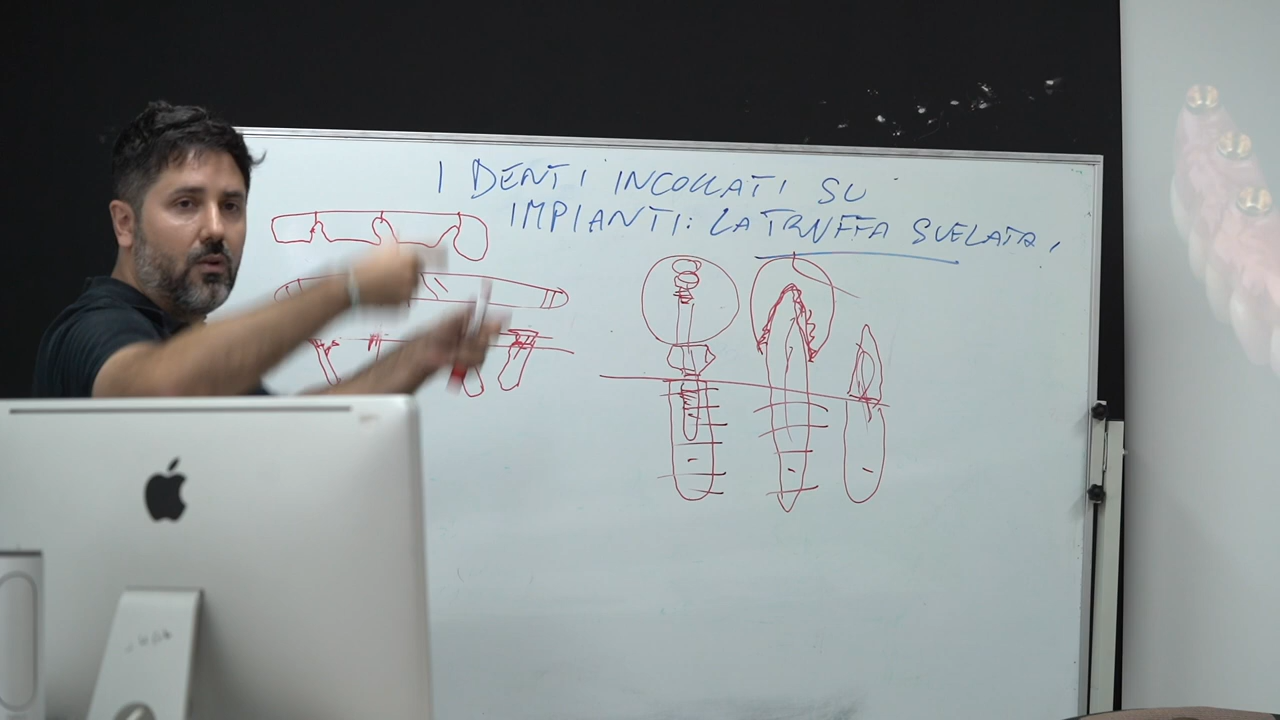 I DENTI INCOLLATI SU
IMPIANTI: LA TRUFFA SVELATA,